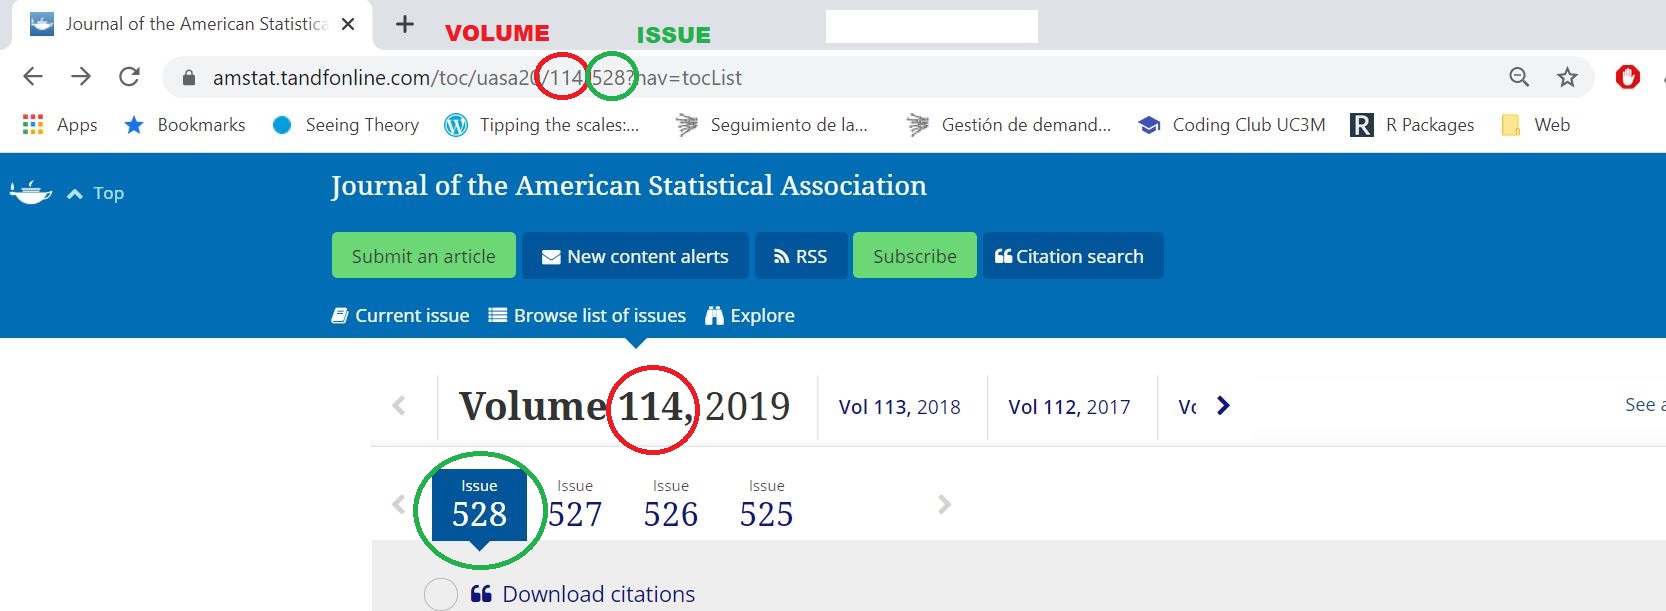 Journal of the American Statistica
VOLUME ISSUE
amstat.tandfonline.com/toc/uasa20/114/528?nav=tocList
Apps Bookmarks Seeing Theory Tipping the scales:... Seguimiento de la... Gestión de demand... Coding Club UC3M R R Packages Web
Top
Journal of the American Statistical Association
Submit an article New content alerts RSS Subscribe Citation search
Current issue Browse list of issues Explore
Volume 114, 2019 Vol 113, 2018 Vol 112, 2017 See
Issue Issue Issue Issue
528 527 526 525
Download citations